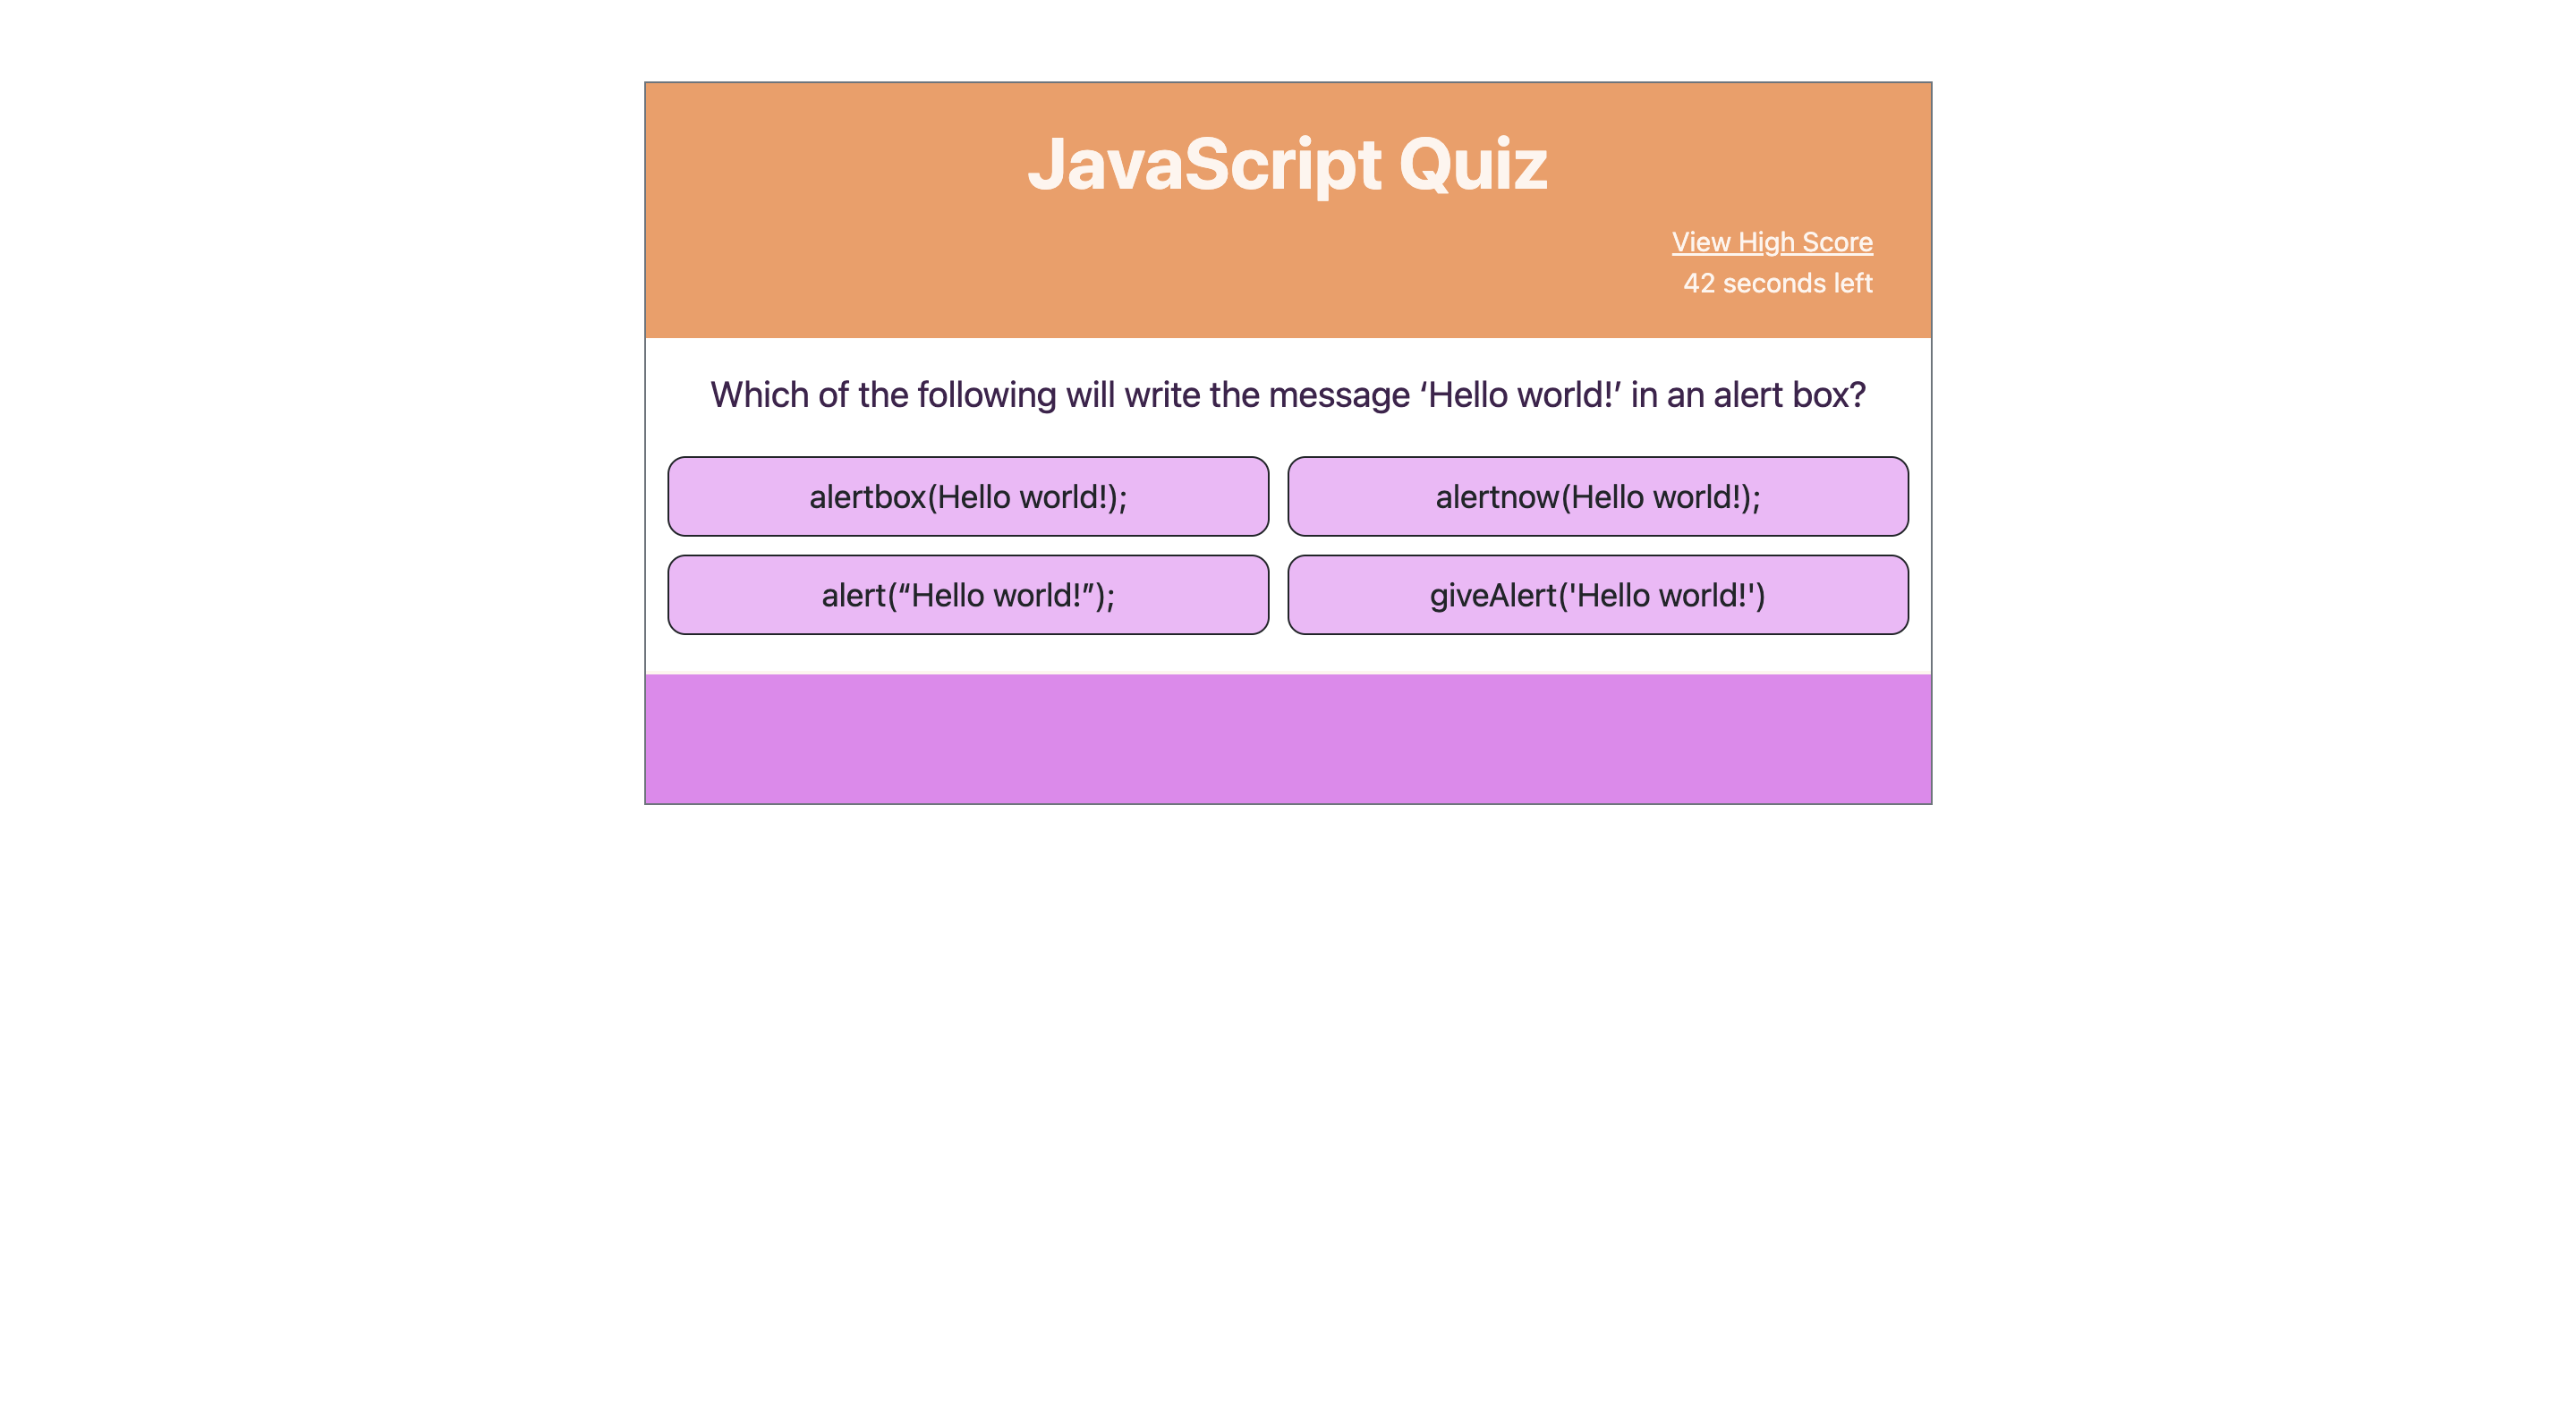 JavaScript Quiz
View High Score
42 seconds left
Which of the following will write the message ‘Hello world!’ in an alert box?
alertbox(Hello world!);
alertnow(Hello world!);
alert(“Hello world!”);
giveAlert('Hello world!')